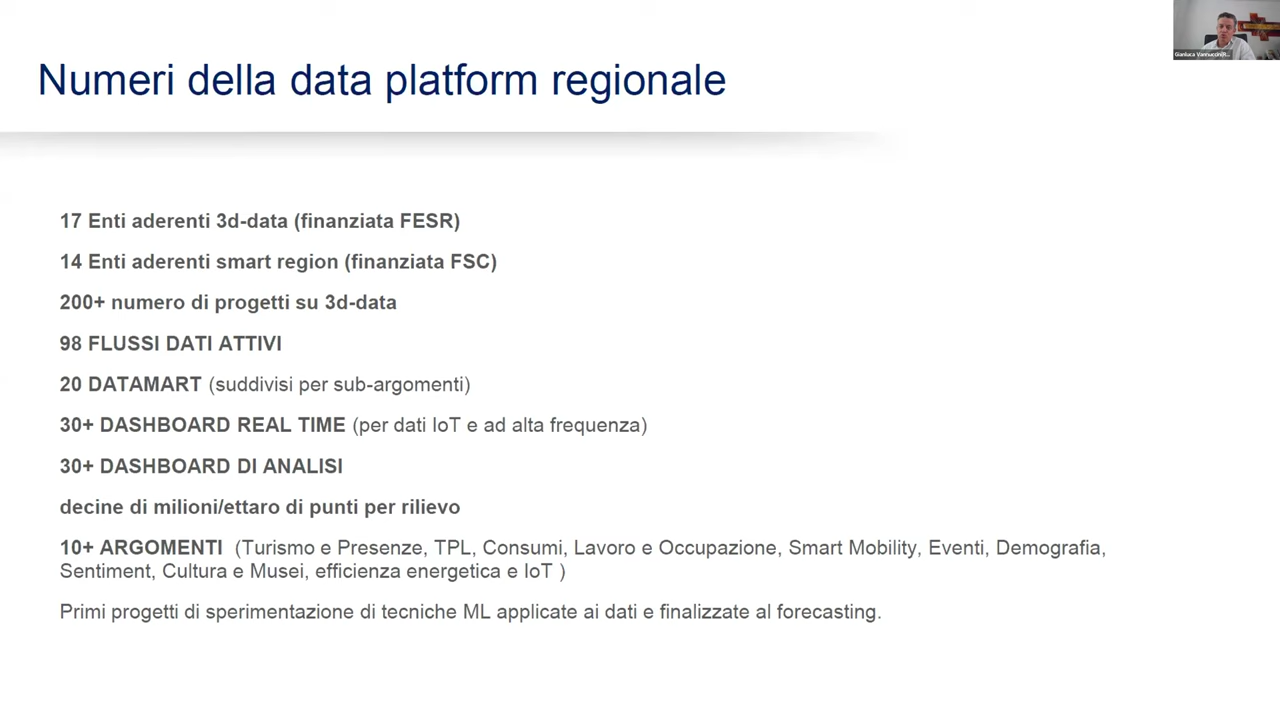 Gianluca Vannuccini(R...
Numeri della data platform regionale
17 Enti aderenti 3d-data (finanziata FESR)
14 Enti aderenti smart region (finanziata FSC)
200+ numero di progetti su 3d-data
98 FLUSSI DATI ATTIVI
20 DATAMART (suddivisi per sub-argomenti)
30+ DASHBOARD REAL TIME (per dati IoT e ad alta frequenza)
30+ DASHBOARD DI ANALISI
decine di milioni/ettaro di punti per rilievo
10+ ARGOMENTI (Turismo e Presenze, TPL, Consumi, Lavoro e Occupazione, Smart Mobility, Eventi, Demografia,
Sentiment, Cultura e Musei, efficienza energetica e IoT )
Primi progetti di sperimentazione di tecniche ML applicate ai dati e finalizzate al forecasting.